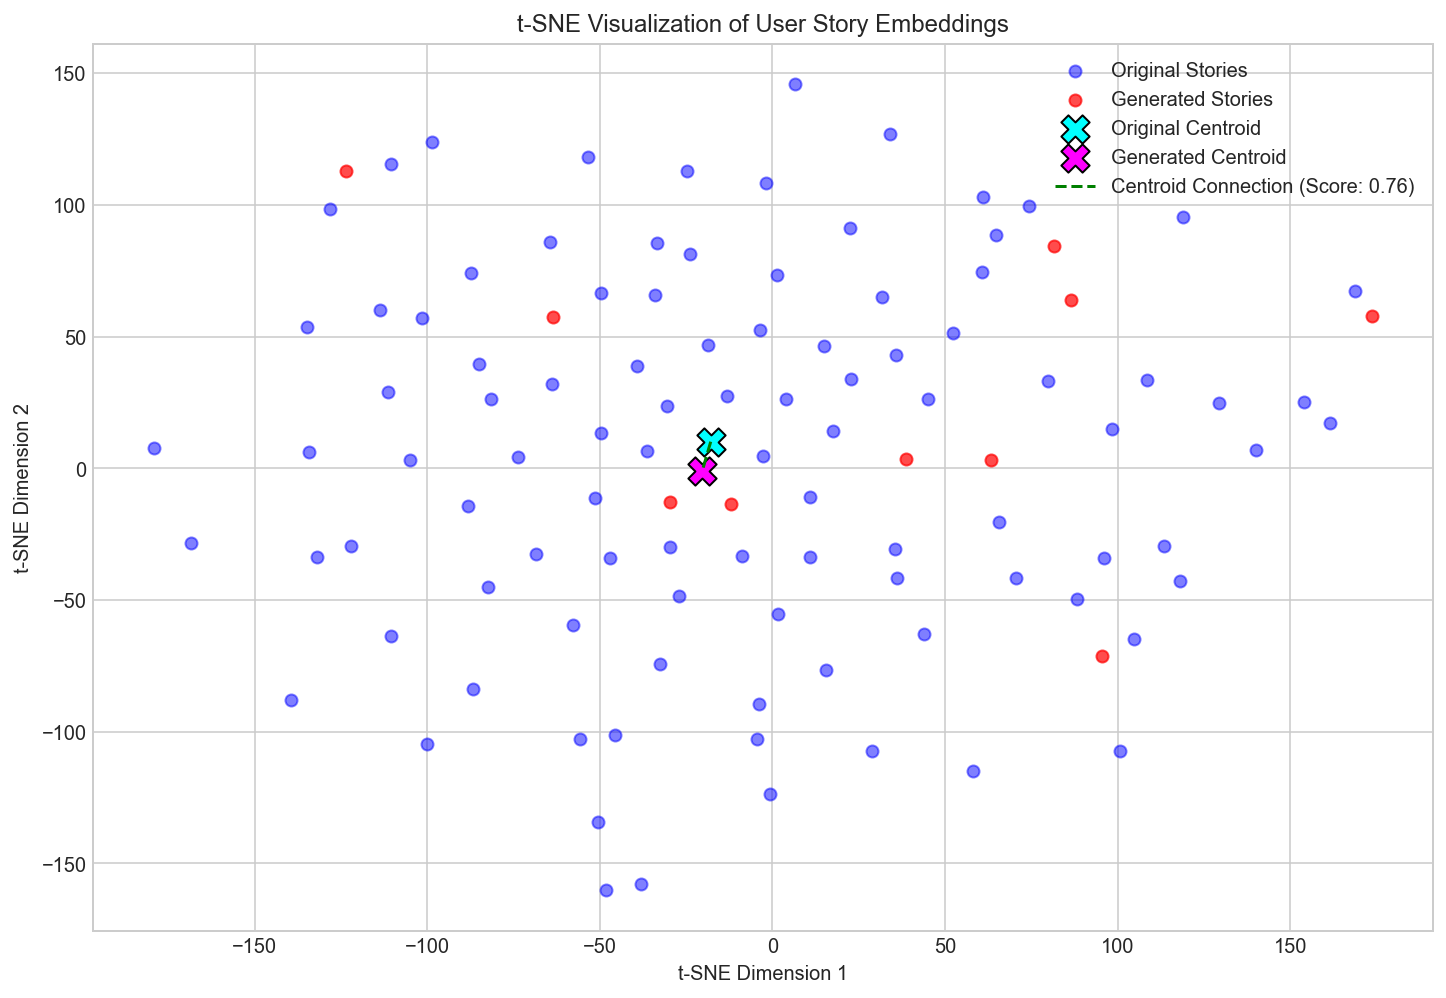 t-SNE Visualization of User Story Embeddings
Original Stories
Generated Stories
Original Centroid
Generated Centroid
Centroid Connection (Score: 0.76)
150
100
50
0
−50
−100
−150
t-SNE Dimension 2
−150
−100
−50
0
50
100
150
t-SNE Dimension 1